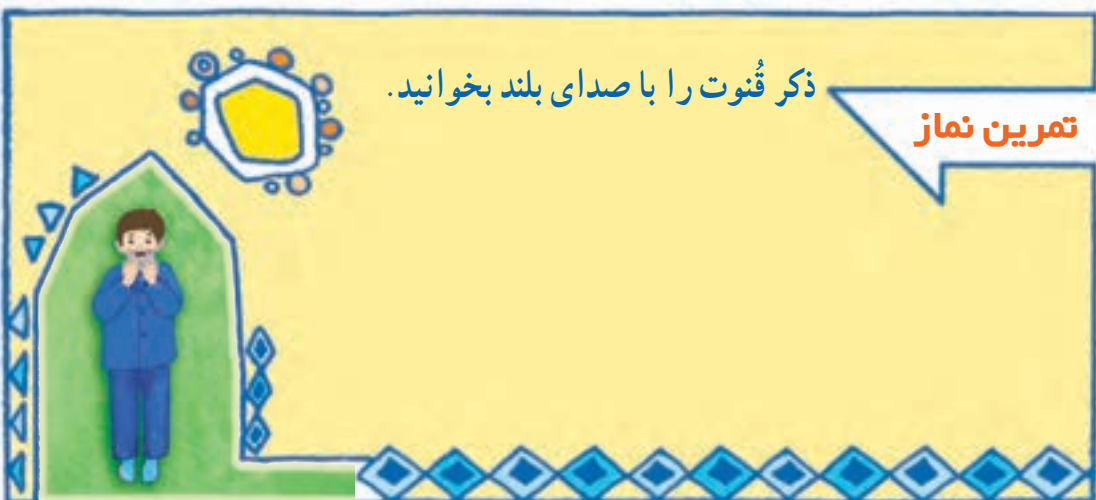 تمرین نماز
ذکر قُنوت را با صدای بلند بخوانید.